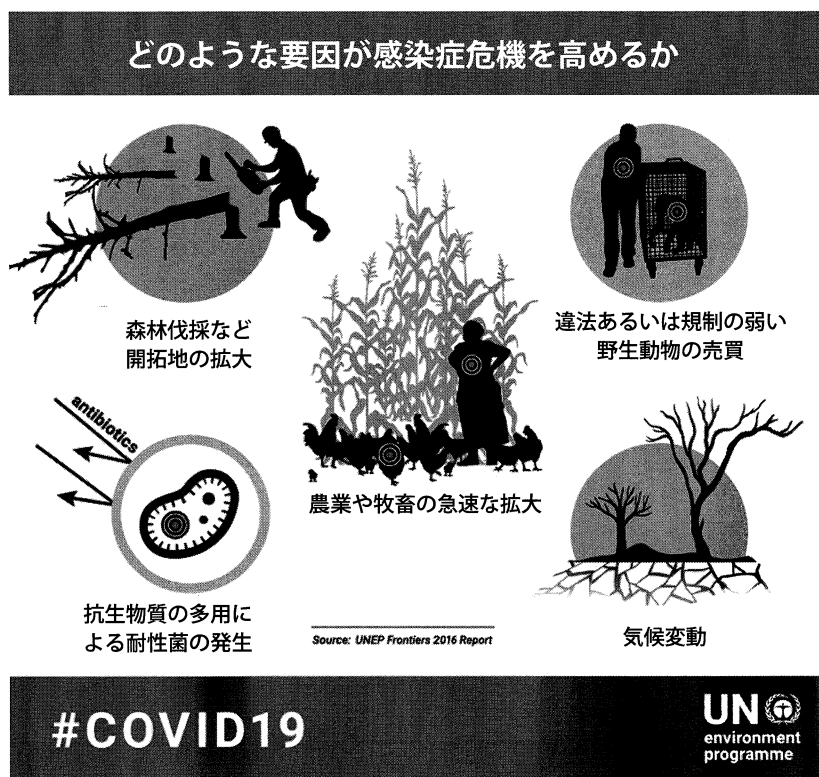 どのような要因が感染症危機を高めるか
森林伐採など
開拓地の拡大
違法あるいは規制の弱い
野生動物の売買
antibiotics
農業や牧畜の急速な拡大
抗生物質の多用に
よる耐性菌の発生
Source: UNEP Frontiers 2016 Report
気候変動
#COVID19
UN
environment
programme